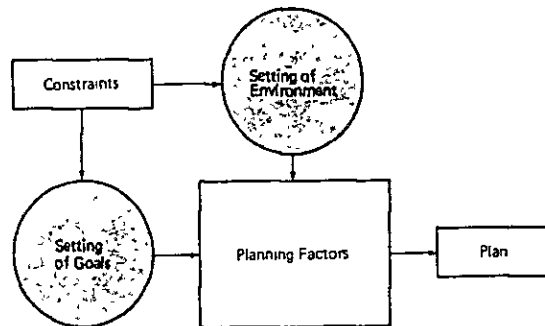 Constraints
Setting of
Environment
Setting
of Goals
Planning Factors
Plan